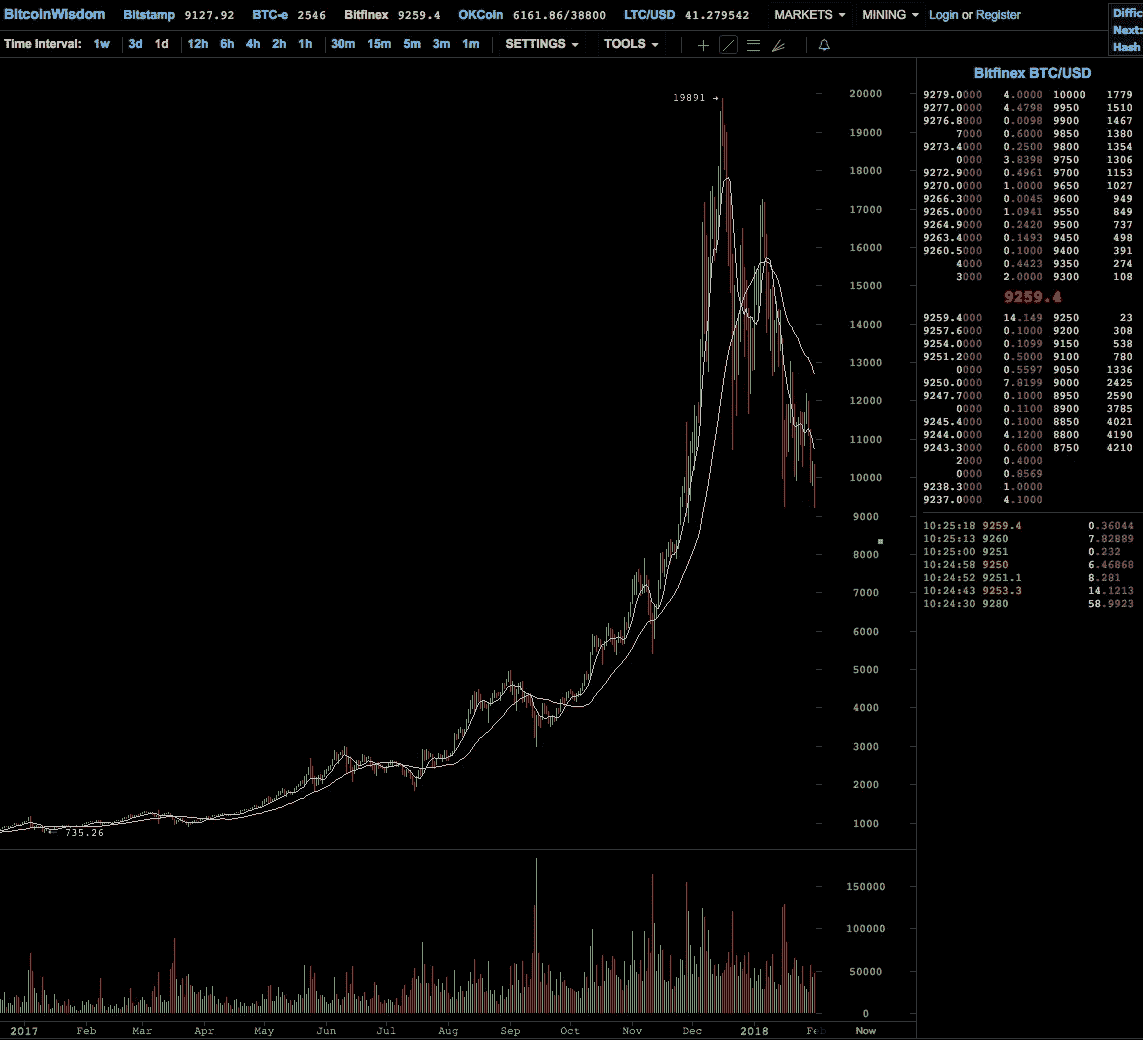 BitcoinWisdom Bitstamp 9127.92 BTC-e 2546 Bitfinex 9259.4 OKCoin 6161.86/38800 LTC/USD 41.279542 MARKETS MINING Login or Register
Diffic
Next:
Hash
Time Interval: 1w 3d 1d 12h 6h 4h 2h 1h 30m 15m 5m 3m 1m SETTINGS TOOLS
Bitfinex BTC/USD
9279.0000 4.0000 10000 1779
9277.0000 4.4798 9950 1510
9276.8000 0.0098 9900 1467
7000 0.6000 9850 1380
9273.4000 0.2500 9800 1354
0000 3.8398 9750 1306
9272.9000 0.4961 9700 1153
9270.0000 1.0000 9650 1027
9266.3000 0.0045 9600 949
9265.0000 1.0941 9550 849
9264.9000 0.2420 9500 737
9263.4000 0.1493 9450 498
9260.5000 0.1000 9400 391
4000 0.4423 9350 274
3000 2.0000 9300 108
9259.4
9259.4000 14.149 9250 23
9257.6000 0.1000 9200 308
9254.0000 0.1099 9150 538
9251.2000 0.5000 9100 780
0000 0.5597 9050 1336
9250.0000 7.8199 9000 2425
9247.7000 0.1000 8950 2590
0000 0.1100 8900 3785
9245.4000 0.1000 8850 4021
9244.0000 4.1200 8800 4190
9243.3000 0.6000 8750 4210
2000 0.4000
0000 0.8569
9238.3000 1.0000
9237.0000 4.1000
10:25:18 9259.4 0.36044
10:25:13 9260 7.82889
10:25:00 9251 0.232
10:24:58 9250 6.46868
10:24:52 9251.1 8.281
10:24:43 9253.3 14.1213
10:24:30 9280 58.9923
19891
735.26
20000
19000
18000
17000
16000
15000
14000
13000
12000
11000
10000
9000
8000
7000
6000
5000
4000
3000
2000
1000
150000
100000
50000
0
2017 Feb Mar Apr May Jun Jul Aug Sep Oct Nov Dec 2018 Feb Now